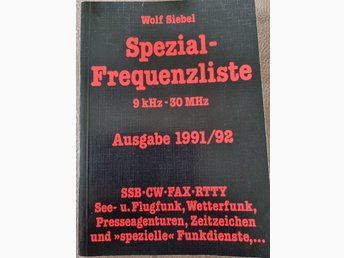 Wolf Siebel
Spezial-
Frequenzliste
9 kHz - 30 MHz
Ausgabe 1991/92
SSB·CW·FAX·RTTY
See- u. Flugfunk, Wetterfunk,
Presseagenturen, Zeitzeichen
und »spezielle« Funkdienste,...